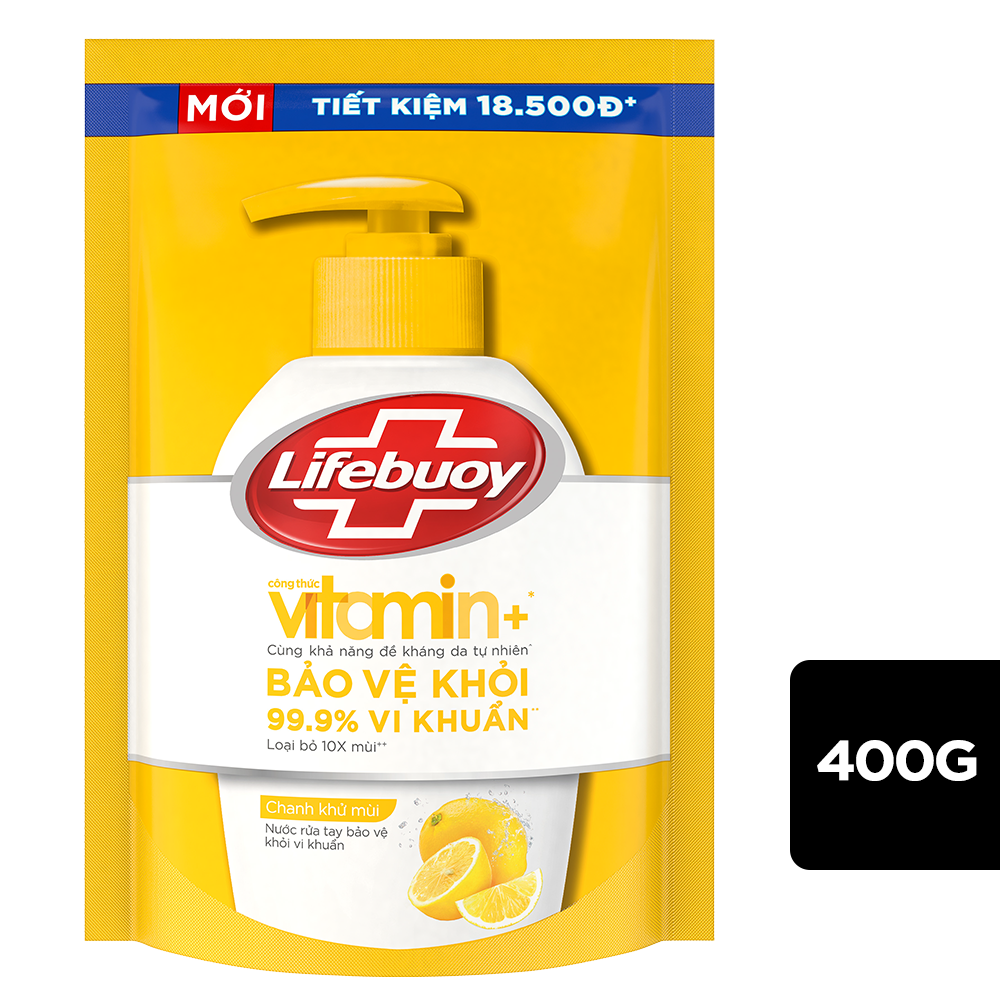 MỚI TIẾT KIỆM 18.500Đ+
Lifebuoy
công thức
vitamin+*
Cùng khả năng đề kháng da tự nhiên^
BẢO VỆ KHỎI
99.9% VI KHUẨN**
Loại bỏ 10X mùi**
Chanh khử mùi
Nước rửa tay bảo vệ
khỏi vi khuẩn
400G